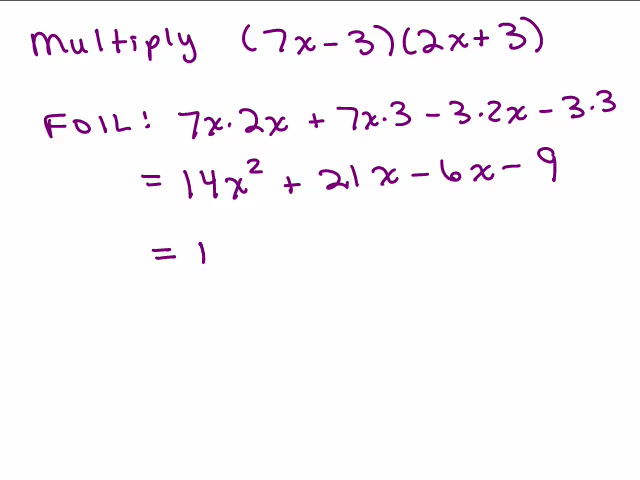 Multiply (7x-3)(2x+3)
FOIL: 7x·2x + 7x·3 - 3·2x - 3·3
= 14x² + 21x - 6x - 9
= 1